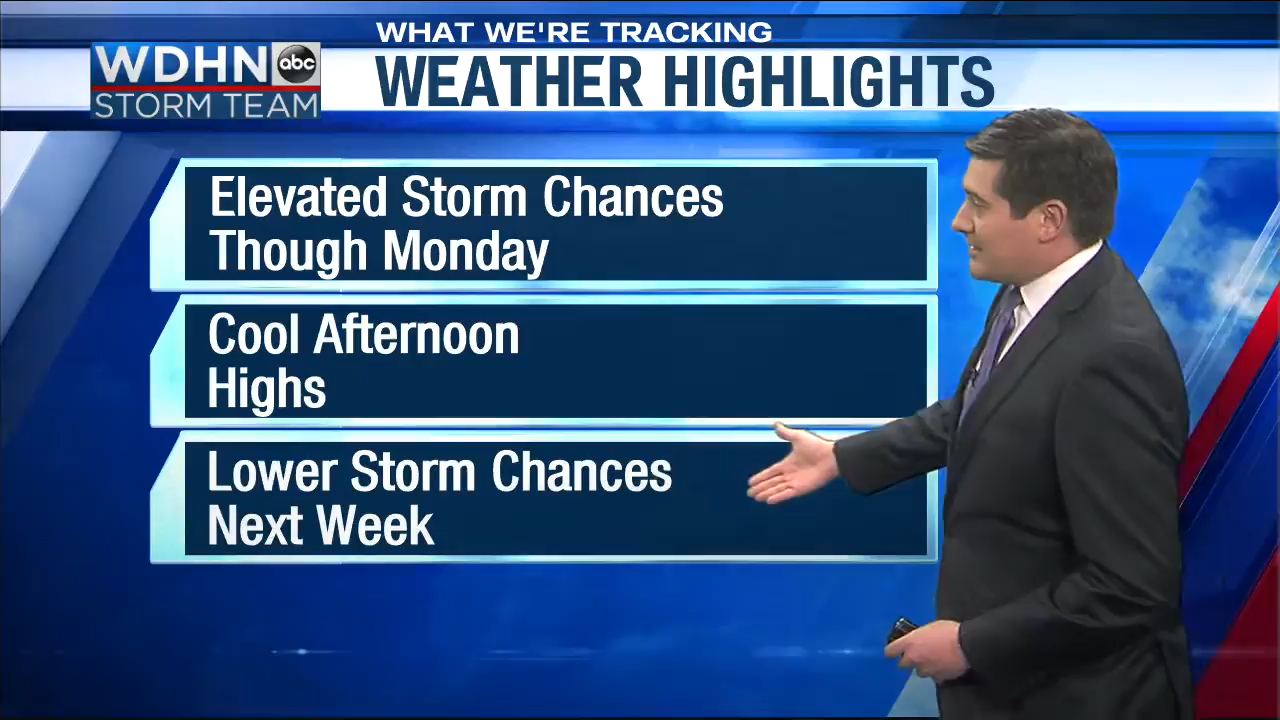 WHAT WE'RE TRACKING
WEATHER HIGHLIGHTS
WDHN abc
STORM TEAM
Elevated Storm Chances
Though Monday
Cool Afternoon
Highs
Lower Storm Chances
Next Week